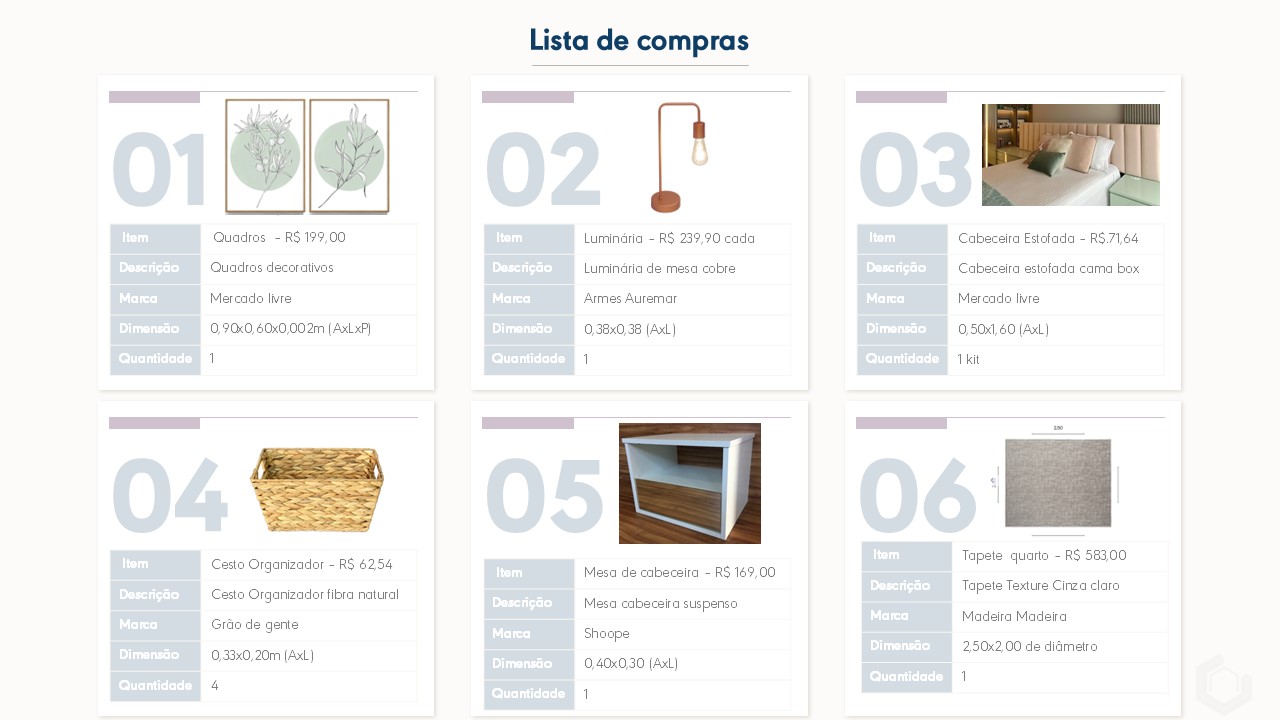 Lista de compras
01
Item Quadros - R$ 199,00
Descrição Quadros decorativos
Marca Mercado livre
Dimensão 0,90x0,60x0,002m (AxLxP)
Quantidade 1
02
Item Luminária - R$ 239,90 cada
Descrição Luminária de mesa cobre
Marca Armes Auremar
Dimensão 0,38x0,38 (AxL)
Quantidade 1
03
Item Cabeceira Estofada - R$.71,64
Descrição Cabeceira estofada cama box
Marca Mercado livre
Dimensão 0,50x1,60 (AxL)
Quantidade 1 kit
04
Item Cesto Organizador - R$ 62,54
Descrição Cesto Organizador fibra natural
Marca Grão de gente
Dimensão 0,33x0,20m (AxL)
Quantidade 4
05
Item Mesa de cabeceira - R$ 169,00
Descrição Mesa cabeceira suspenso
Marca Shoope
Dimensão 0,40x0,30 (AxL)
Quantidade 1
06
2,50
Item Tapete quarto - R$ 583,00
Descrição Tapete Texture Cinza claro
Marca Madeira Madeira
Dimensão 2,50x2,00 de diâmetro
Quantidade 1